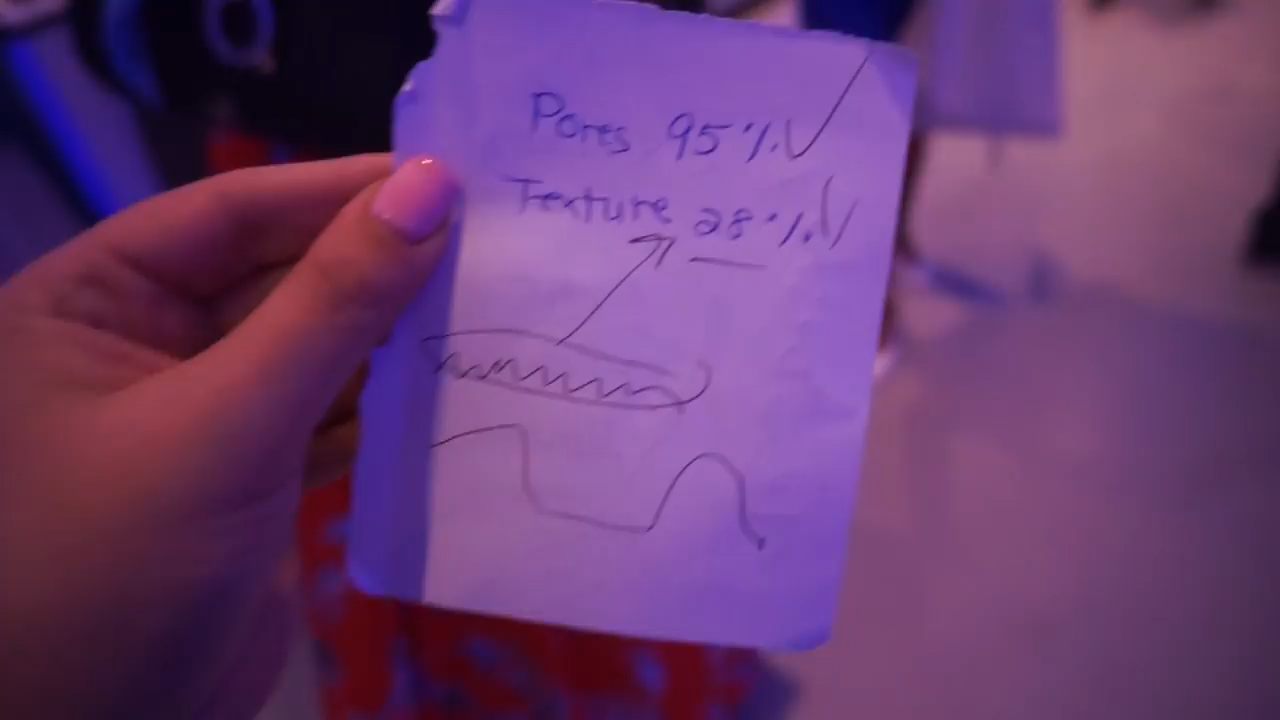 Pores 95% ✓
Texture 28% ✓